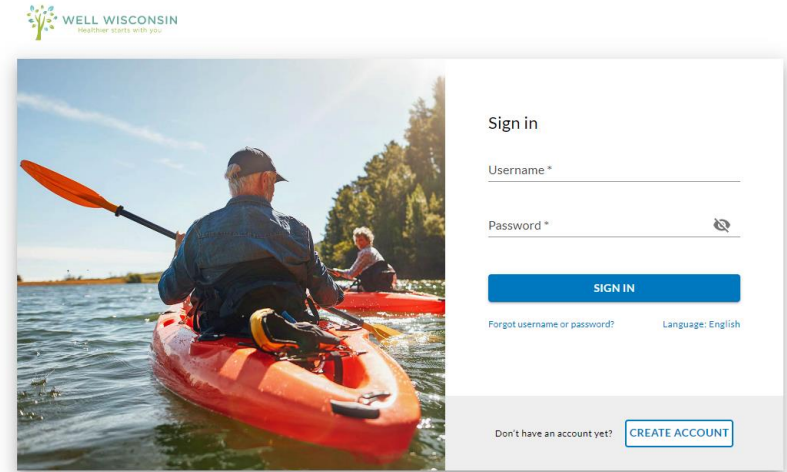 WELL WISCONSIN
Healthier starts with you
Sign in
Username *
Password *
SIGN IN
Forgot username or password?
Language: English
Don't have an account yet?
CREATE ACCOUNT